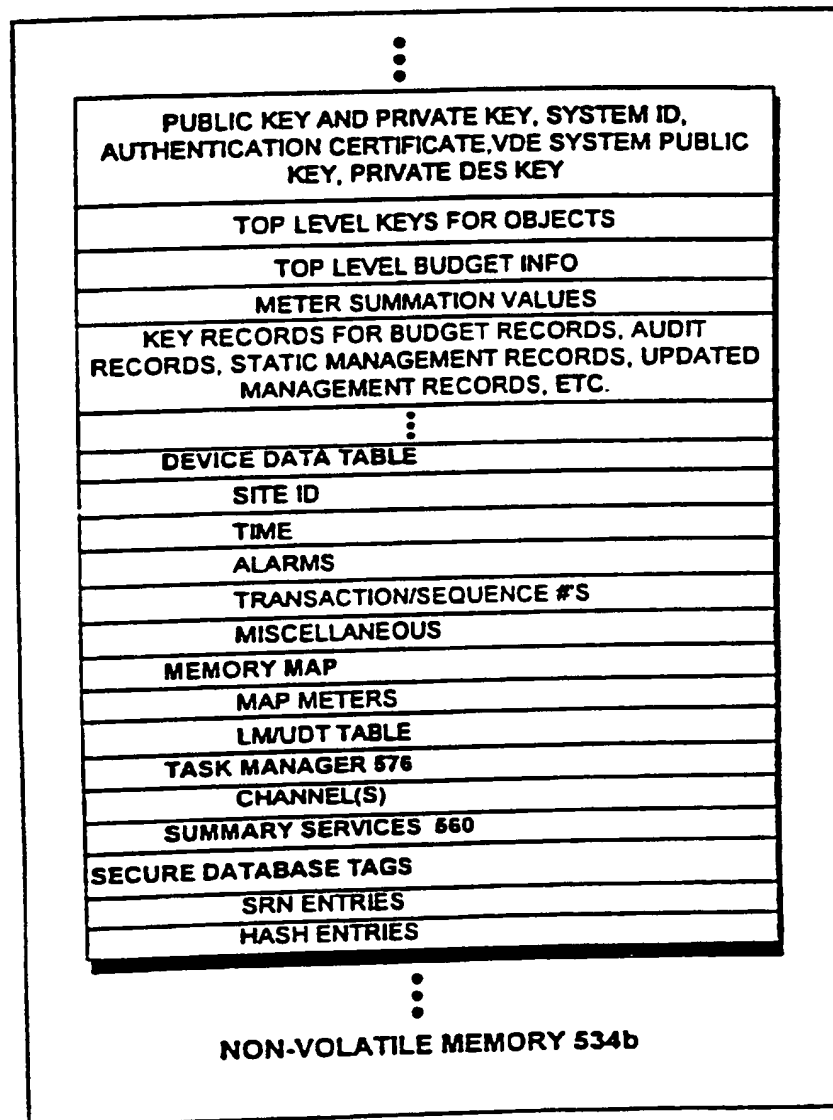 PUBLIC KEY AND PRIVATE KEY, SYSTEM ID,
AUTHENTICATION CERTIFICATE,VDE SYSTEM PUBLIC
KEY, PRIVATE DES KEY
TOP LEVEL KEYS FOR OBJECTS
TOP LEVEL BUDGET INFO
METER SUMMATION VALUES
KEY RECORDS FOR BUDGET RECORDS, AUDIT
RECORDS, STATIC MANAGEMENT RECORDS, UPDATED
MANAGEMENT RECORDS, ETC.
DEVICE DATA TABLE
SITE ID
TIME
ALARMS
TRANSACTION/SEQUENCE #'S
MISCELLANEOUS
MEMORY MAP
MAP METERS
LM/UDT TABLE
TASK MANAGER 576
CHANNEL(S)
SUMMARY SERVICES 560
SECURE DATABASE TAGS
SRN ENTRIES
HASH ENTRIES
NON-VOLATILE MEMORY 534b